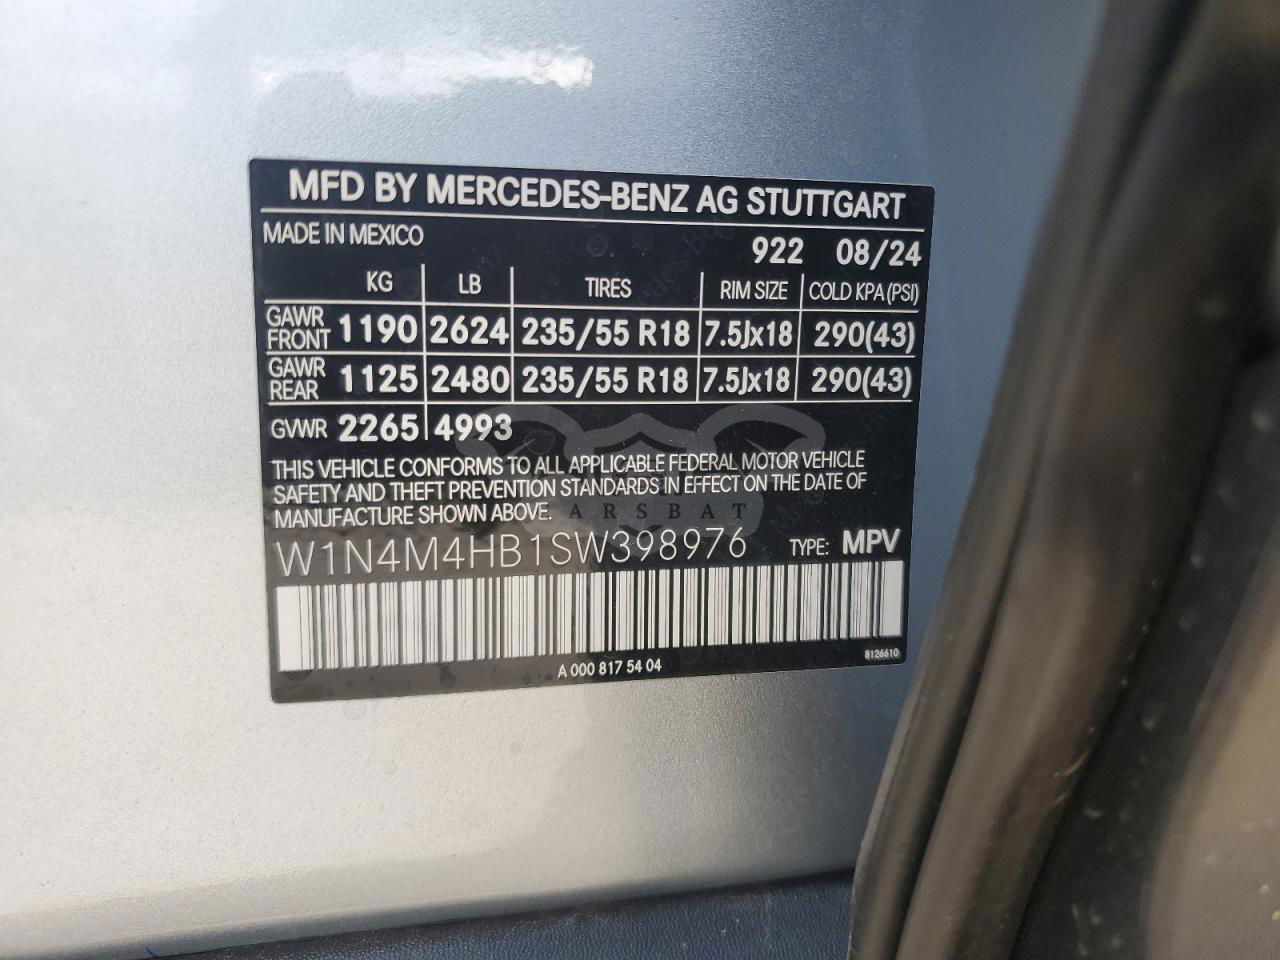 MFD BY MERCEDES-BENZ AG STUTTGART
MADE IN MEXICO 922 08/24
KG LB TIRES RIM SIZE COLD KPA (PSI)
GAWR FRONT 1190 2624 235/55 R18 7.5Jx18 290(43)
GAWR REAR 1125 2480 235/55 R18 7.5Jx18 290(43)
GVWR 2265 4993
THIS VEHICLE CONFORMS TO ALL APPLICABLE FEDERAL MOTOR VEHICLE
SAFETY AND THEFT PREVENTION STANDARDS IN EFFECT ON THE DATE OF
MANUFACTURE SHOWN ABOVE.
ARSBAT
W1N4M4HB1SW398976 TYPE: MPV
A 000 817 54 04
8126610